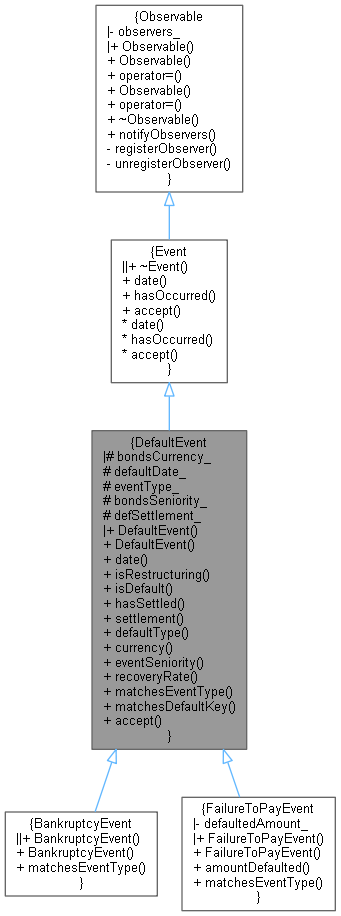 {Observable
|- observers_
|+ Observable()
+ Observable()
+ operator=()
+ Observable()
+ operator=()
+ ~Observable()
+ notifyObservers()
- registerObserver()
- unregisterObserver()
}
{Event
||+ ~Event()
+ date()
+ hasOccurred()
+ accept()
* date()
* hasOccurred()
* accept()
}
{DefaultEvent
|# bondsCurrency_
# defaultDate_
# eventType_
# bondsSeniority_
# defSettlement_
|+ DefaultEvent()
+ DefaultEvent()
+ date()
+ isRestructuring()
+ isDefault()
+ hasSettled()
+ settlement()
+ defaultType()
+ currency()
+ eventSeniority()
+ recoveryRate()
+ matchesEventType()
+ matchesDefaultKey()
+ accept()
}
{BankruptcyEvent
||+ BankruptcyEvent()
+ BankruptcyEvent()
+ matchesEventType()
}
{FailureToPayEvent
|- defaultedAmount_
|+ FailureToPayEvent()
+ FailureToPayEvent()
+ amountDefaulted()
+ matchesEventType()
}